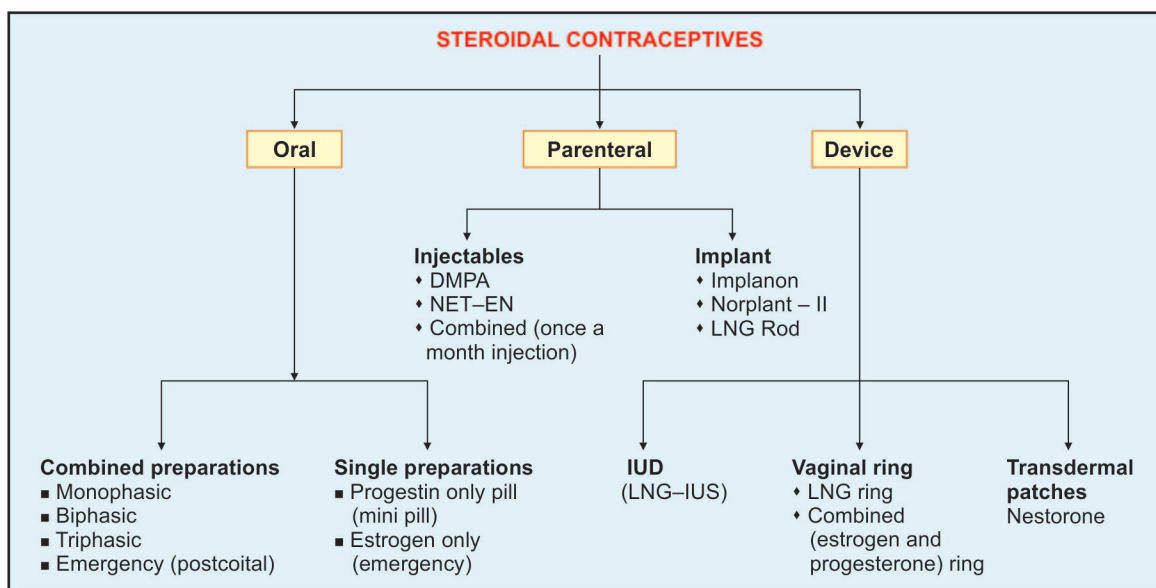 STEROIDAL CONTRACEPTIVES
Oral
Parenteral
Device
Injectables
♦ DMPA
♦ NET–EN
♦ Combined (once a
month injection)
Implant
♦ Implanon
♦ Norplant – II
♦ LNG Rod
Combined preparations
■ Monophasic
■ Biphasic
■ Triphasic
■ Emergency (postcoital)
Single preparations
■ Progestin only pill
(mini pill)
■ Estrogen only
(emergency)
IUD
(LNG–IUS)
Vaginal ring
♦ LNG ring
♦ Combined
(estrogen and
progesterone) ring
Transdermal
patches
Nestorone